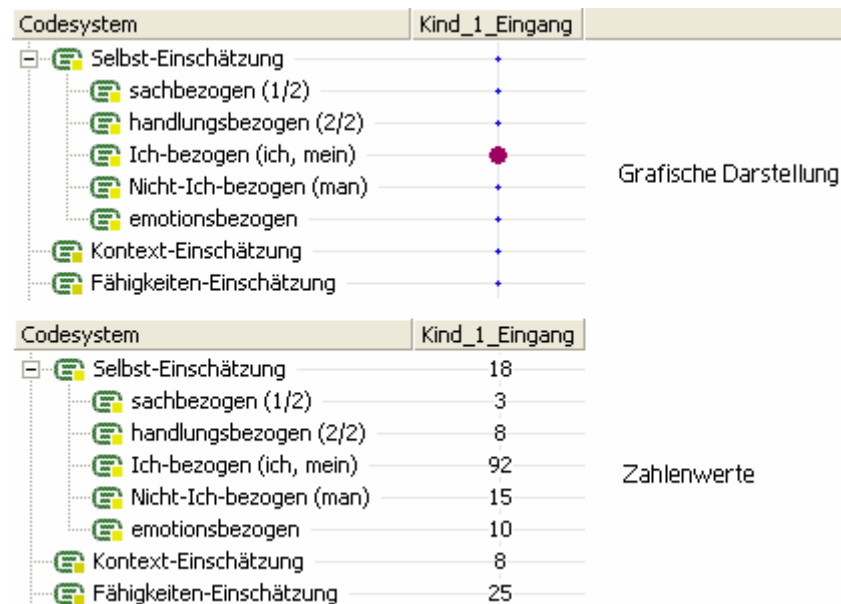 Codesystem Kind_1_Eingang
Selbst-Einschätzung
sachbezogen (1/2)
handlungsbezogen (2/2)
Ich-bezogen (ich, mein)
Nicht-Ich-bezogen (man)
emotionsbezogen
Kontext-Einschätzung
Fähigkeiten-Einschätzung
Grafische Darstellung
Codesystem Kind_1_Eingang
Selbst-Einschätzung 18
sachbezogen (1/2) 3
handlungsbezogen (2/2) 8
Ich-bezogen (ich, mein) 92
Nicht-Ich-bezogen (man) 15
emotionsbezogen 10
Kontext-Einschätzung 8
Fähigkeiten-Einschätzung 25
Zahlenwerte